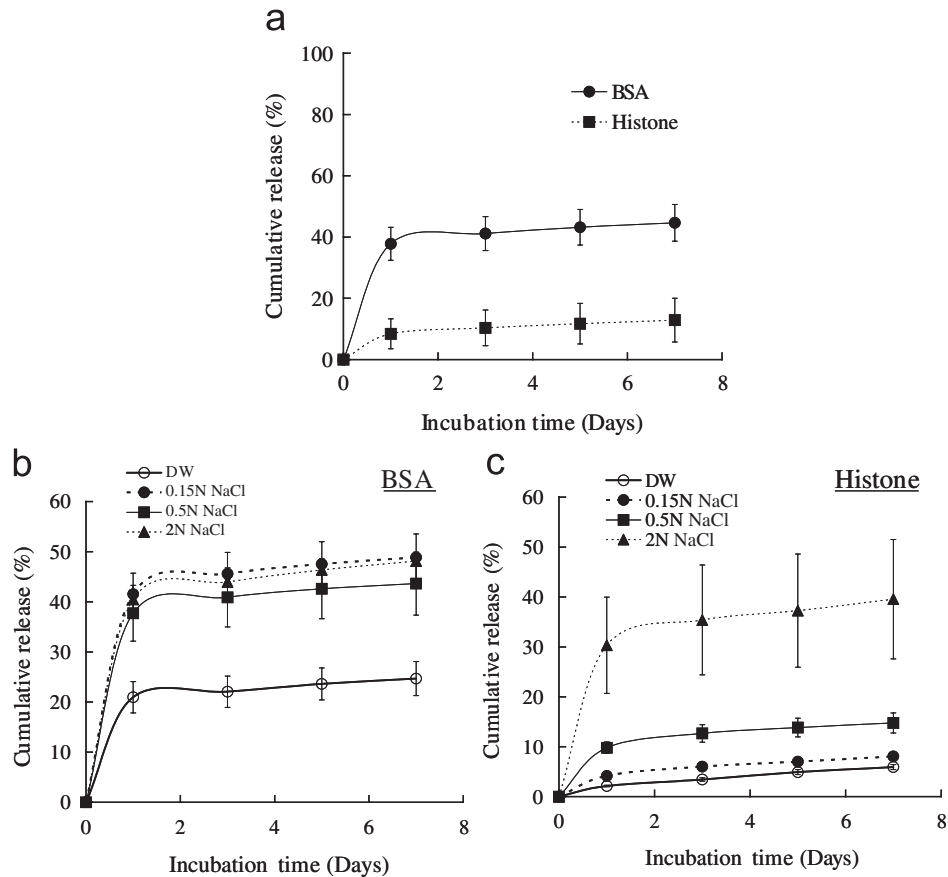 a
100
80
60
40
20
0
0 2 4 6 8
Cumulative release (%)
Incubation time (Days)
BSA
Histone
b
DW
0.15N NaCl
0.5N NaCl
2N NaCl
BSA
60
50
40
30
20
10
0
0 2 4 6 8
Cumulative release (%)
Incubation time (Days)
c
DW
0.15N NaCl
0.5N NaCl
2N NaCl
Histone
60
50
40
30
20
10
0
0 2 4 6 8
Cumulative release (%)
Incubation time (Days)